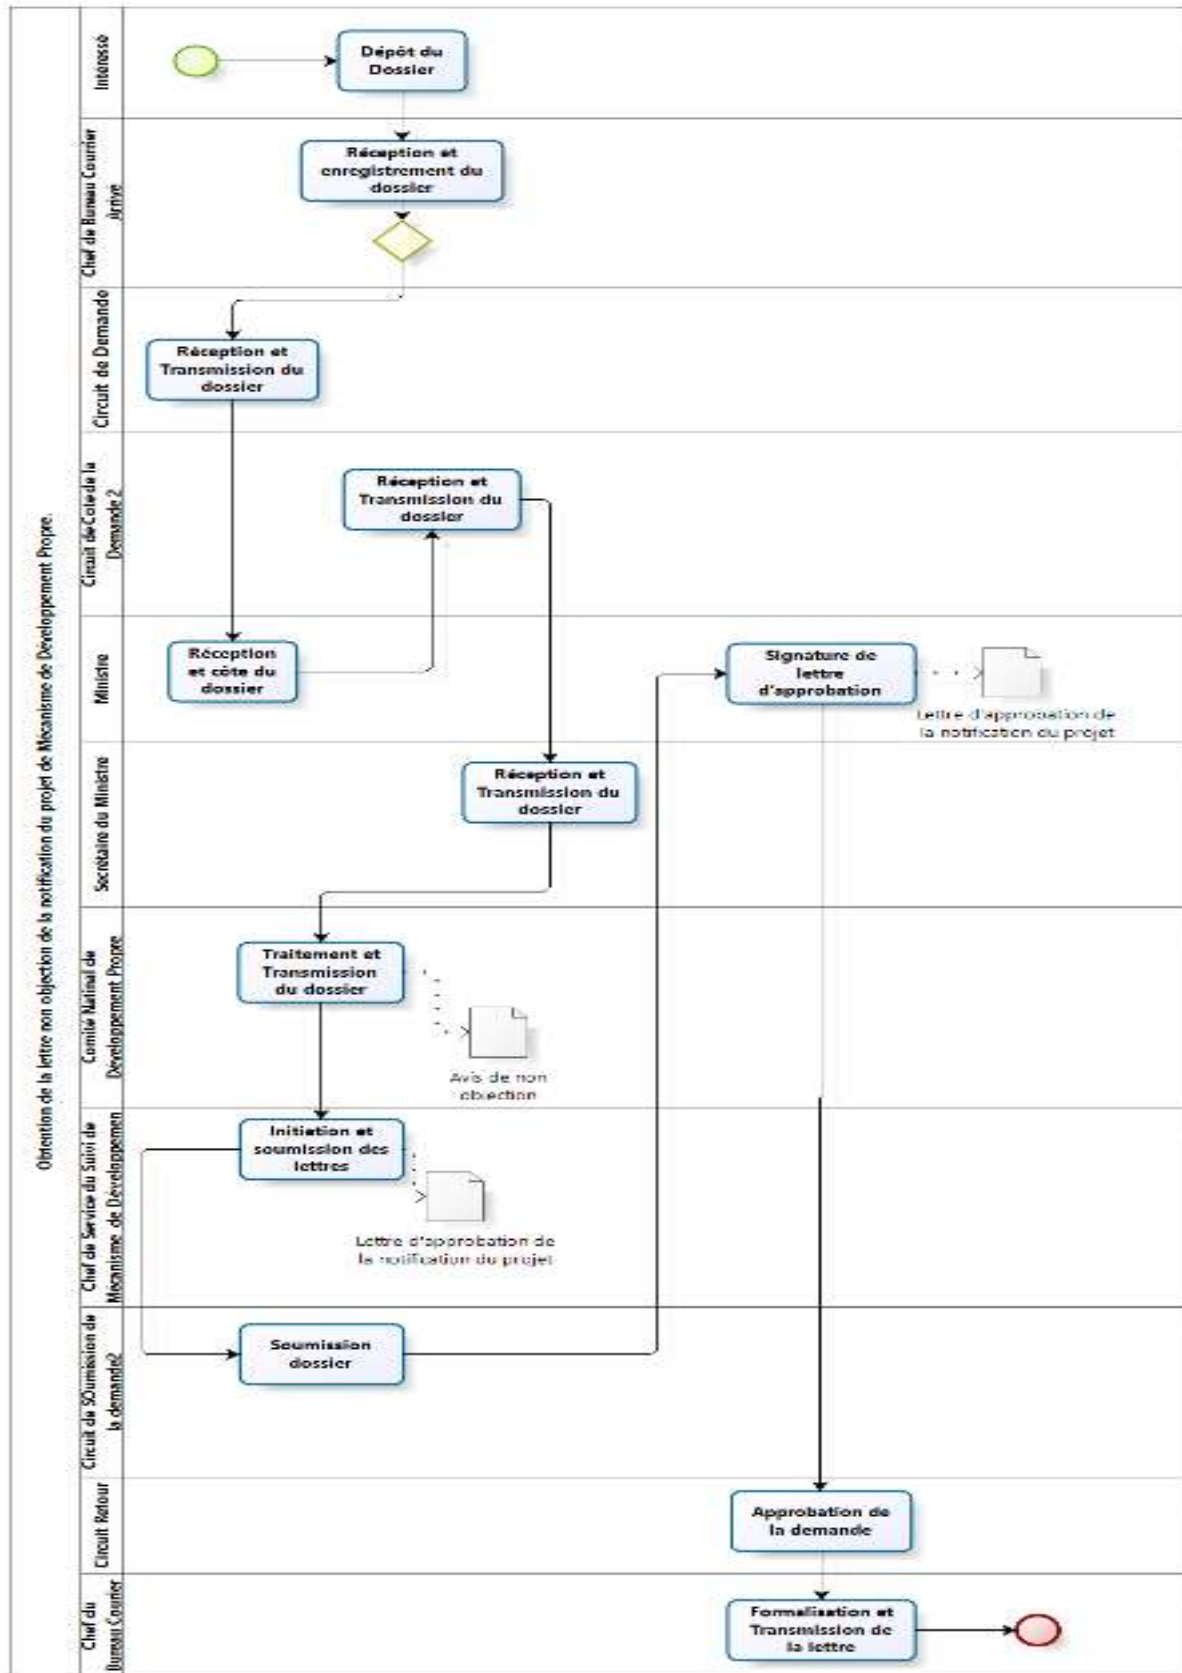 Obtention de la lettre non objection de la notification du projet de Mécanisme de Développement Propre.
Interessé
Dépôt du
Dossier
Chef de Bureau Courrier
Arrive
Réception et
enregistrement du
dossier
Circuit de Demande
Réception et
Transmission du
dossier
Circuit de Cote de la
Demande 2
Réception et
Transmission du
dossier
Ministre
Réception
et côte du
dossier
Signature de
lettre
d'approbation
Lettre d'approbation de
la notification du projet
Secrétaire du Ministre
Réception et
Transmission du
dossier
Comité Natinal de
Développement Propre
Traitement et
Transmission
du dossier
Avis de non
objection
Chef de Service du Suivi de
Mécanisme de Développemen
Initiation et
soumission des
lettres
Lettre d'approbation de
la notification du projet
Circuit de SOumission de
la demande2
Soumission
dossier
Circuit Retour
Approbation de
la demande
Chef du
Bureau Courrier
Formalisation et
Transmission de
la lettre